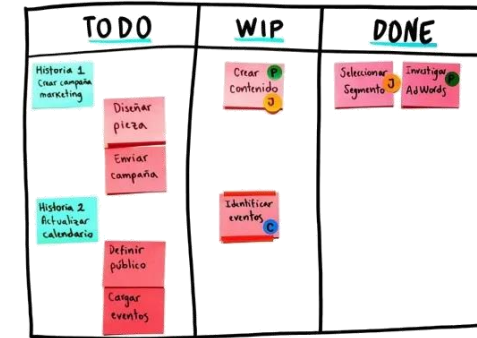 TODO
WIP
DONE
Historia 1
Crear campaña
marketing
Diseñar
pieza
Enviar
campaña
Historia 2
Actualizar
calendario
Definir
público
Cargar
eventos
Crear
contenido
P
J
Identificar
eventos
C
Seleccionar
Segmento
J
Investigar
AdWords
P